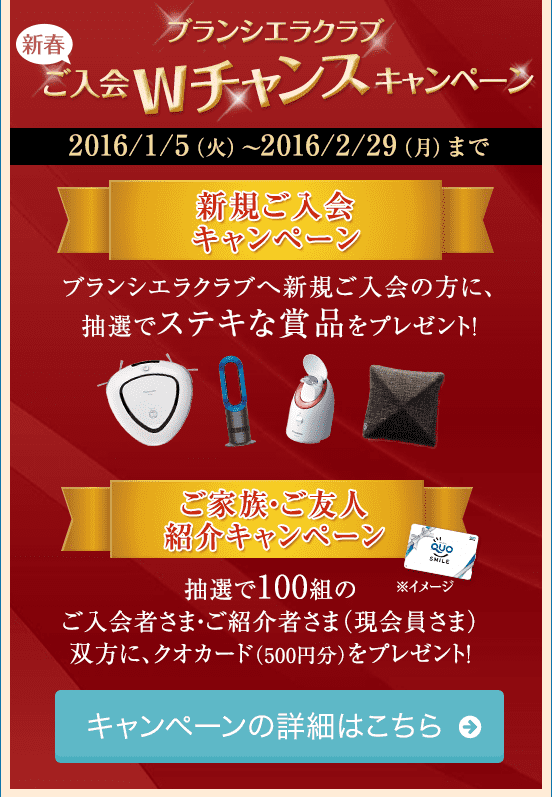 新春
ブランシエラクラブ
ご入会Wチャンスキャンペーン
2016/1/5（火）～2016/2/29（月）まで
新規ご入会
キャンペーン
ブランシエラクラブへ新規ご入会の方に、
抽選でステキな賞品をプレゼント!
ご家族・ご友人
紹介キャンペーン
QUO
SMILE
※イメージ
抽選で100組の
ご入会者さま・ご紹介者さま（現会員さま）
双方に、クオカード（500円分）をプレゼント!
キャンペーンの詳細はこちら